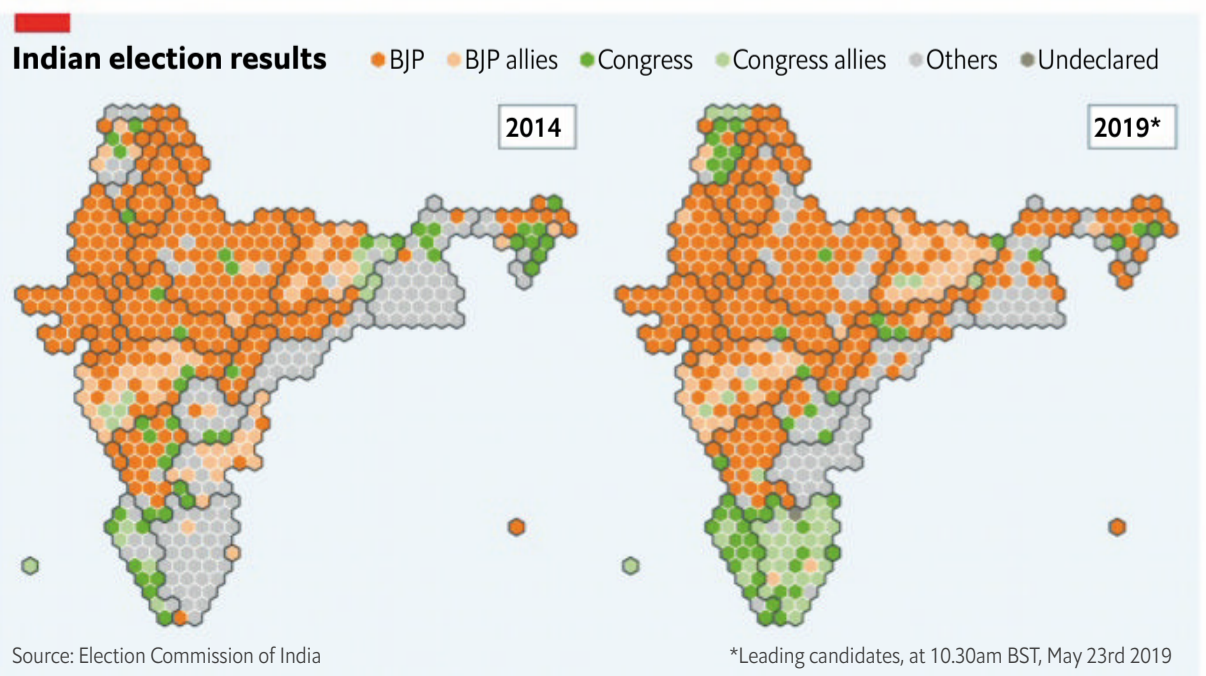 Indian election results
BJP
BJP allies
Congress
Congress allies
Others
Undeclared
2014
2019*
Source: Election Commission of India
*Leading candidates, at 10.30am BST, May 23rd 2019